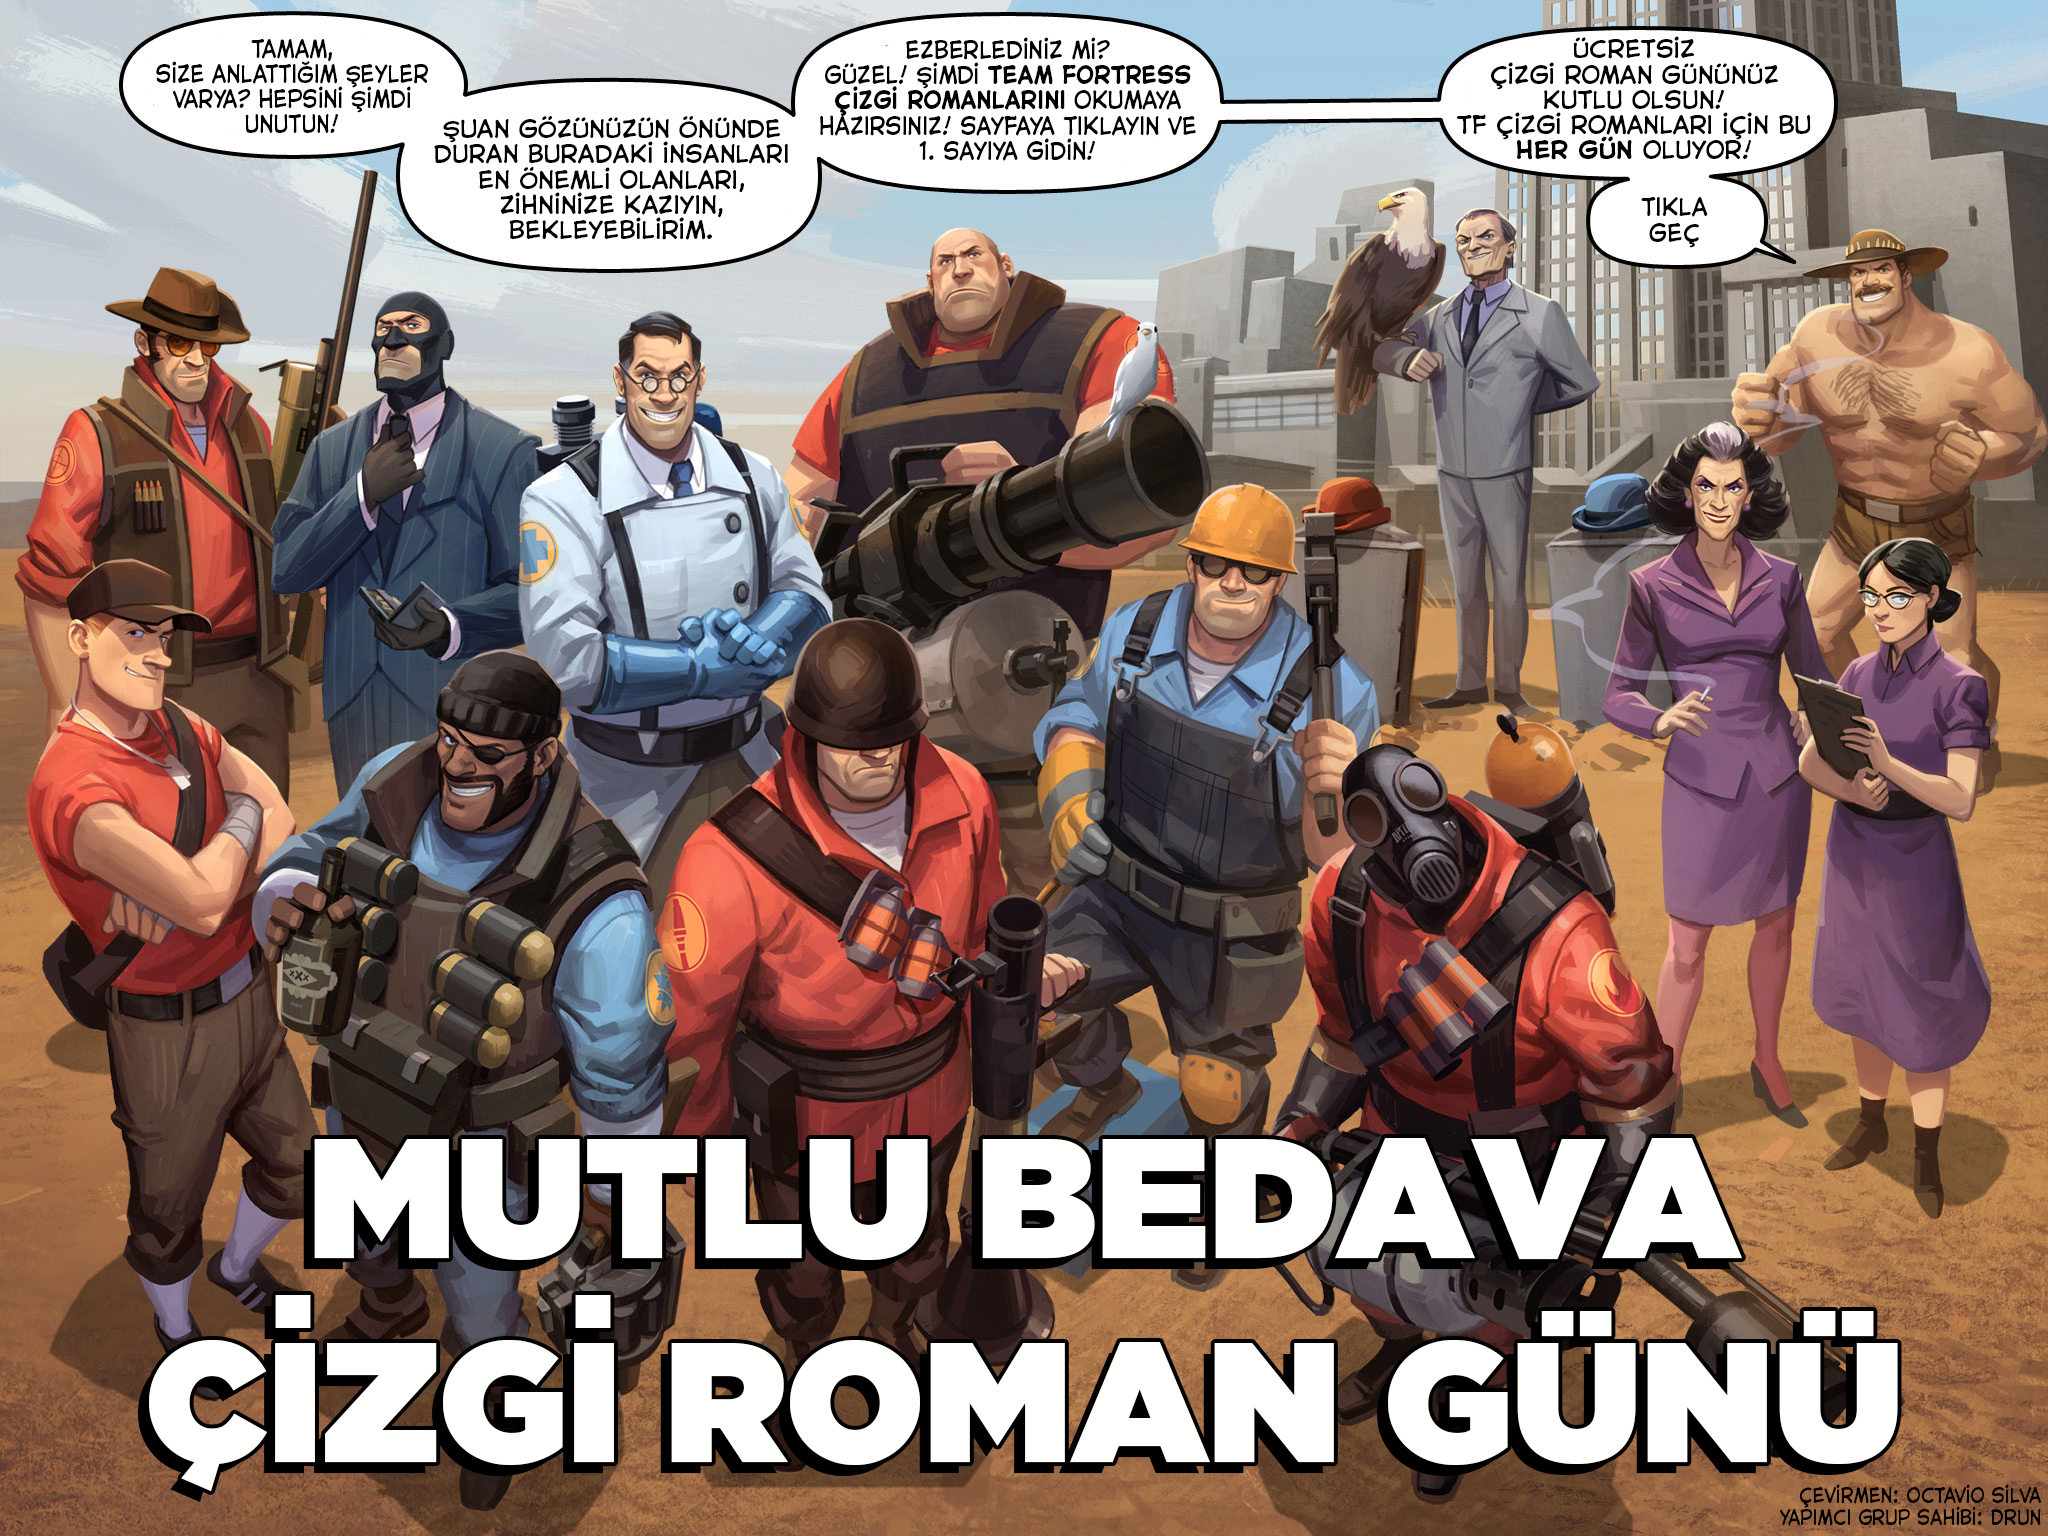 TAMAM,
SİZE ANLATTIĞIM ŞEYLER
VARYA? HEPSİNİ ŞİMDİ
UNUTUN!
ŞUAN GÖZÜNÜZÜN ÖNÜNDE
DURAN BURADAKİ İNSANLARI
EN ÖNEMLİ OLANLARI,
ZİHNİNİZE KAZIYIN,
BEKLEYEBİLİRİM.
EZBERLEDİNİZ Mİ?
GÜZEL! ŞİMDİ TEAM FORTRESS
ÇİZGİ ROMANLARINI OKUMAYA
HAZIRSINIZ! SAYFAYA TIKLAYIN VE
1. SAYIYA GİDİN!
ÜCRETSİZ
ÇİZGİ ROMAN GÜNÜNÜZ
KUTLU OLSUN!
TF ÇİZGİ ROMANLARI İÇİN BU
HER GÜN OLUYOR!
TIKLA
GEÇ
XXX
MUTLU BEDAVA
ÇİZGİ ROMAN GÜNÜ
ÇEVİRMEN: OCTAVİO SİLVA
YAPIMCI GRUP SAHİBİ: DRUN